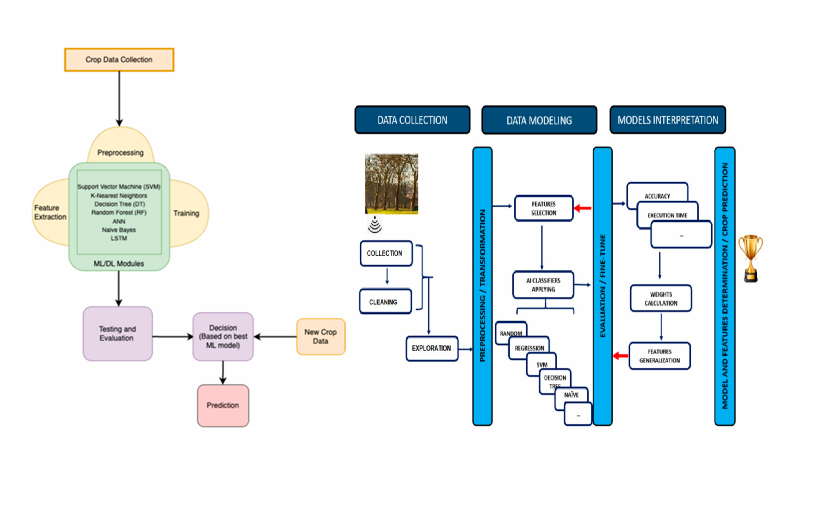 Crop Data Collection
Preprocessing
Support Vector Machine (SVM)
K-Nearest Neighbors
Decision Tree (DT)
Random Forest (RF)
ANN
Naive Bayes
LSTM
Feature
Extraction
Training
ML/DL Modules
Testing and
Evaluation
Decision
(Based on best
ML model)
New Crop
Data
Prediction
DATA COLLECTION
DATA MODELING
MODELS INTERPRETATION
COLLECTION
CLEANING
EXPLORATION
PREPROCESSING / TRANSFORMATION
FEATURES
SELECTION
AI CLASSIFIERS
APPLYING
RANDOM
REGRESSION
SVM
DECISION
TREE
NAÏVE
...
EVALUATION / FINE-TUNE
ACCURACY
EXECUTION TIME
...
WEIGHTS
CALCULATION
FEATURES
GENERALIZATION
MODEL AND FEATURES DETERMINATION / CROP PREDICTION